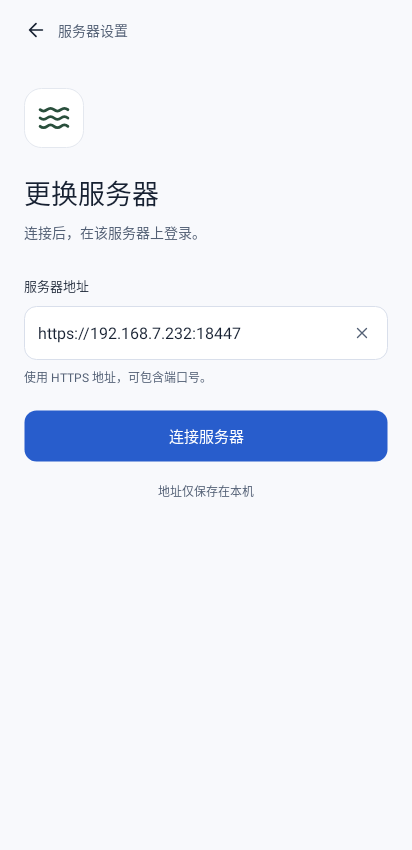 服务器设置
更换服务器
连接后，在该服务器上登录。
服务器地址
https://192.168.7.232:18447
使用 HTTPS 地址，可包含端口号。
连接服务器
地址仅保存在本机